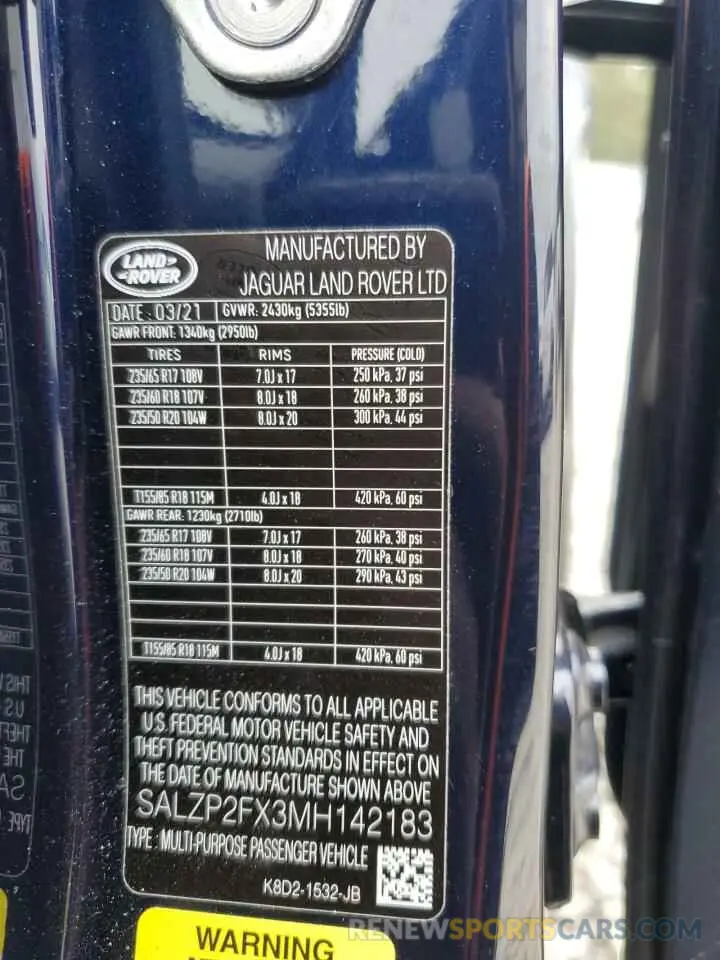 LAND
ROVER
MANUFACTURED BY
JAGUAR LAND ROVER LTD
DATE : 03/21 GVWR: 2430kg (5355lb)
GAWR FRONT: 1340kg (2950lb)
TIRES RIMS PRESSURE (COLD)
235/65 R17 108V 7.0J x 17 250 kPa, 37 psi
235/60 R18 107V 8.0J x 18 260 kPa, 38 psi
235/50 R20 104W 8.0J x 20 300 kPa, 44 psi
T155/85 R18 115M 4.0J x 18 420 kPa, 60 psi
GAWR REAR: 1230kg (2710lb)
235/65 R17 108V 7.0J x 17 260 kPa, 38 psi
235/60 R18 107V 8.0J x 18 270 kPa, 40 psi
235/50 R20 104W 8.0J x 20 290 kPa, 43 psi
T155/85 R18 115M 4.0J x 18 420 kPa, 60 psi
THIS VEHICLE CONFORMS TO ALL APPLICABLE
U.S. FEDERAL MOTOR VEHICLE SAFETY AND
THEFT PREVENTION STANDARDS IN EFFECT ON
THE DATE OF MANUFACTURE SHOWN ABOVE
SALZP2FX3MH142183
TYPE : MULTI-PURPOSE PASSENGER VEHICLE
K8D2-1532-JB
WARNING
RENEWSPORTSCARS.COM